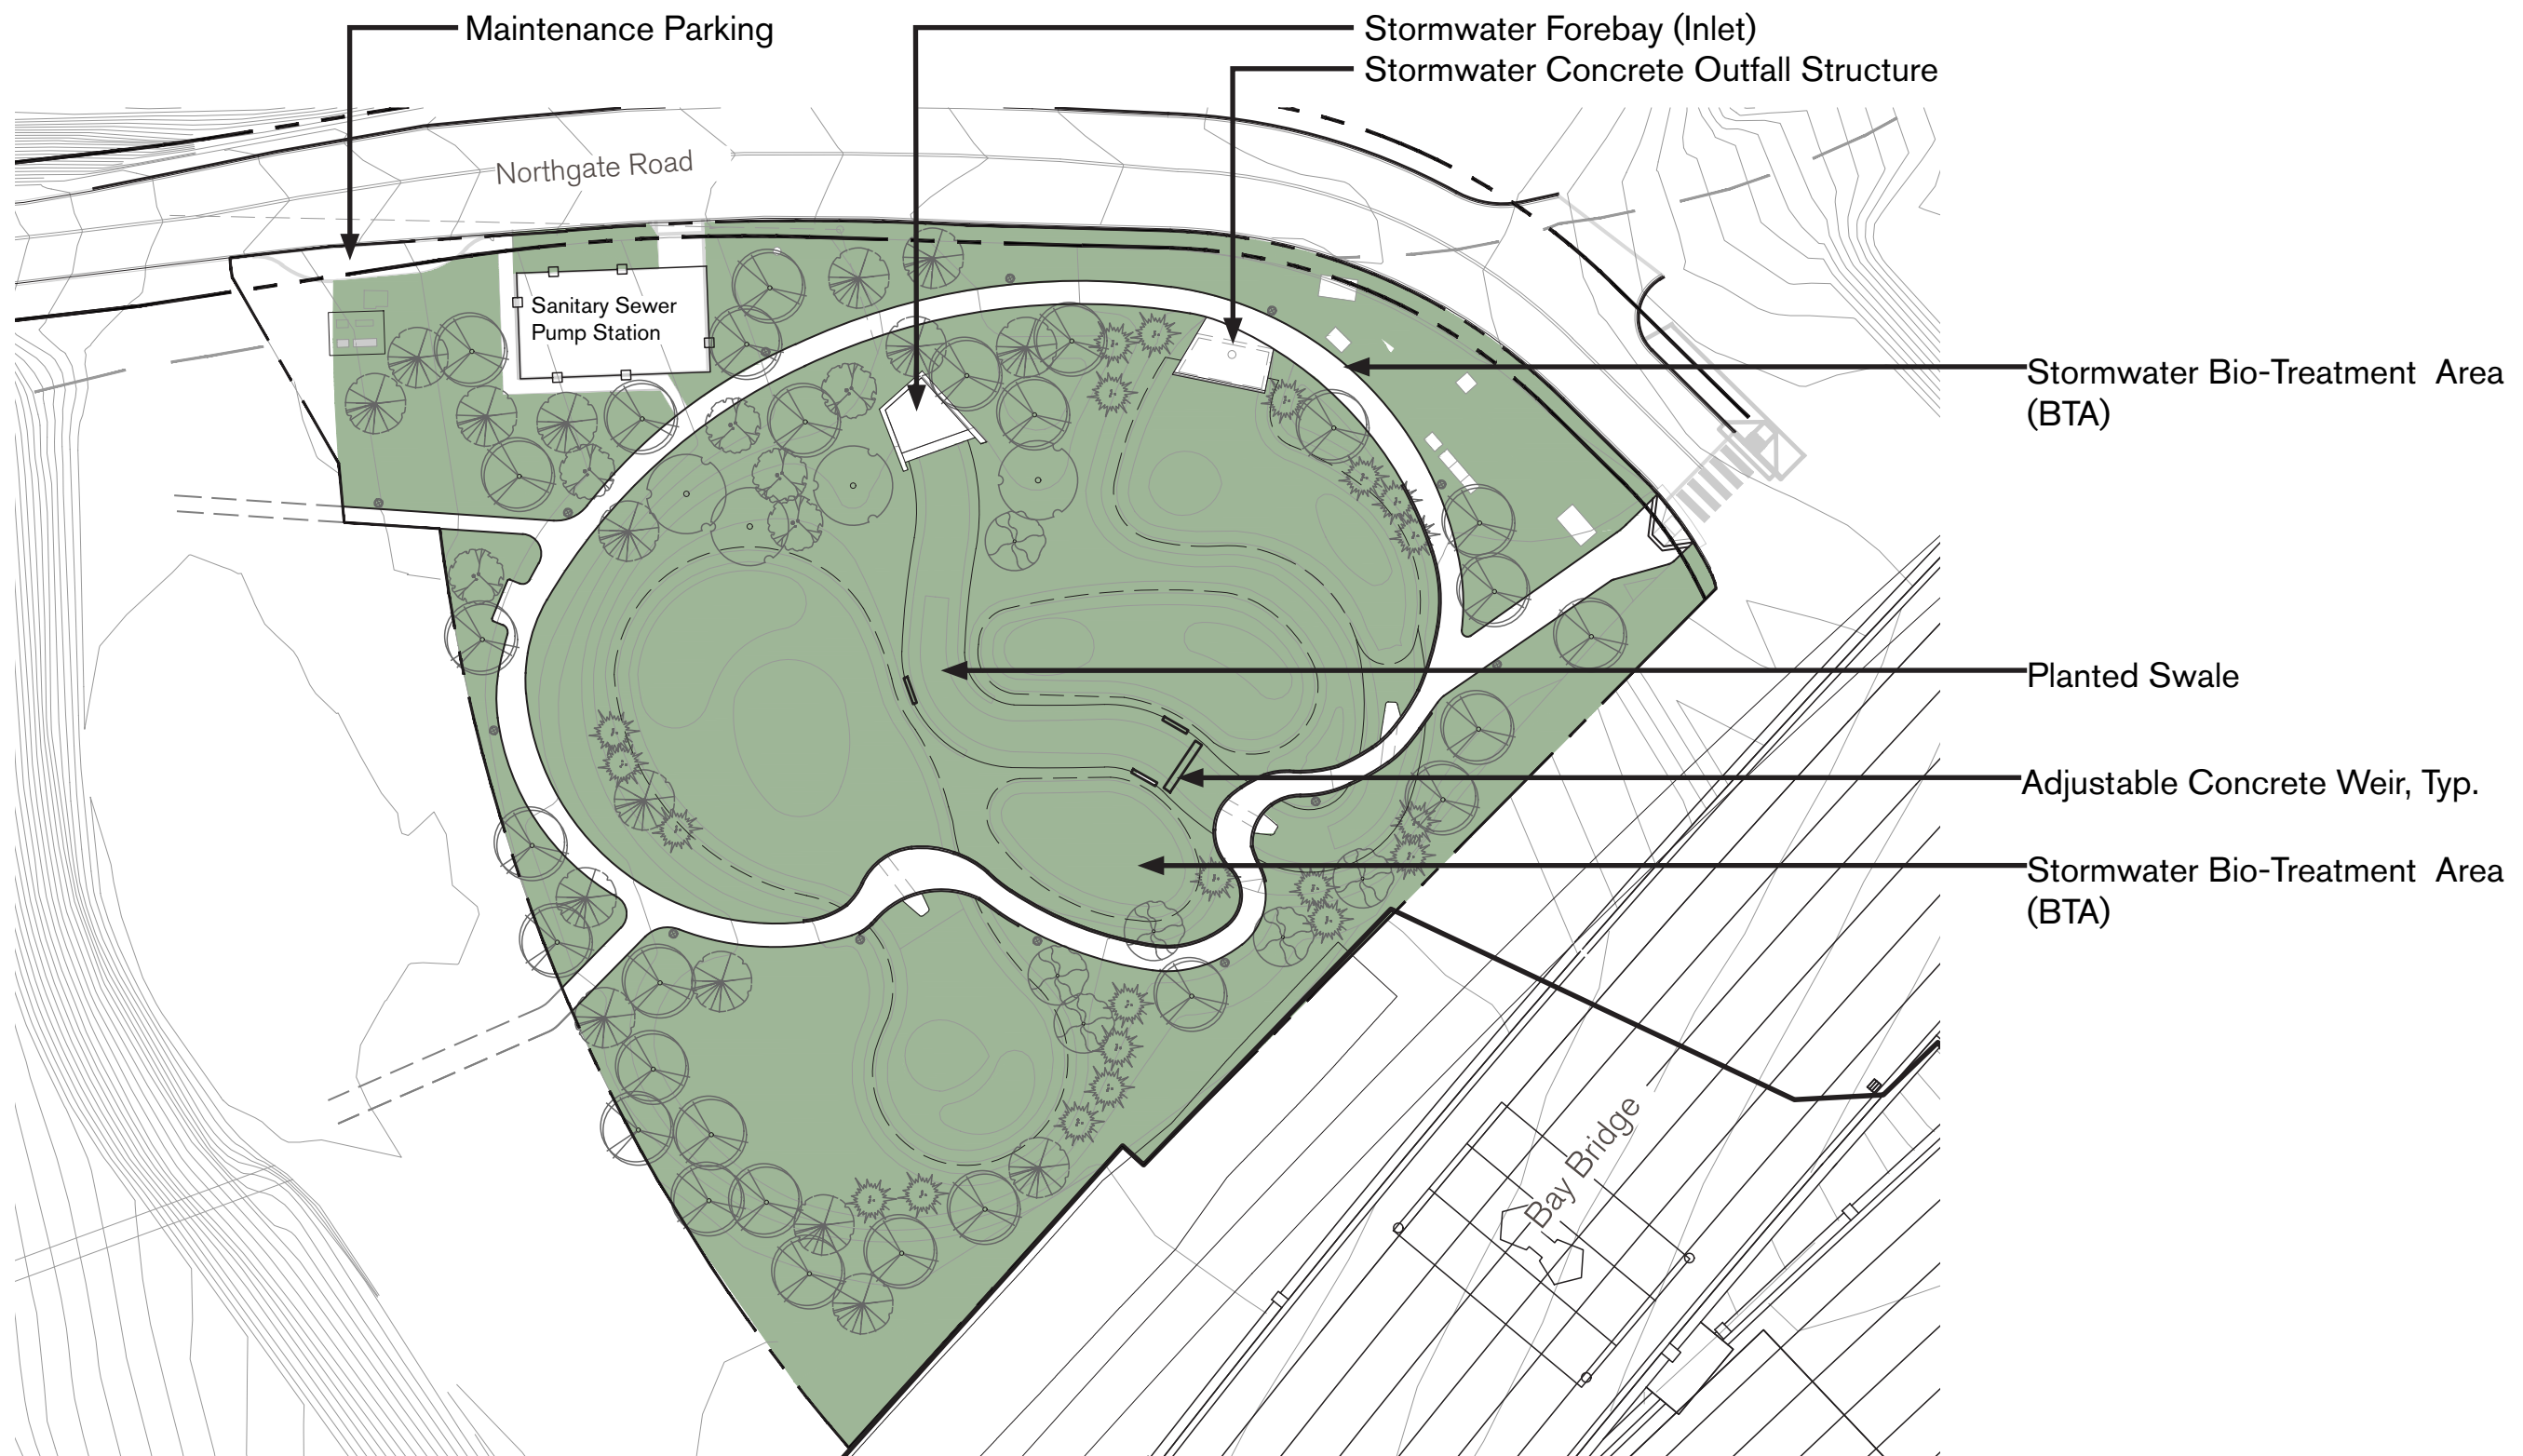 Maintenance Parking
Stormwater Forebay (Inlet)
Stormwater Concrete Outfall Structure
Northgate Road
Sanitary Sewer
Pump Station
Stormwater Bio-Treatment  Area
(BTA)
Planted Swale
Adjustable Concrete Weir, Typ.
Stormwater Bio-Treatment  Area
(BTA)
Bay Bridge